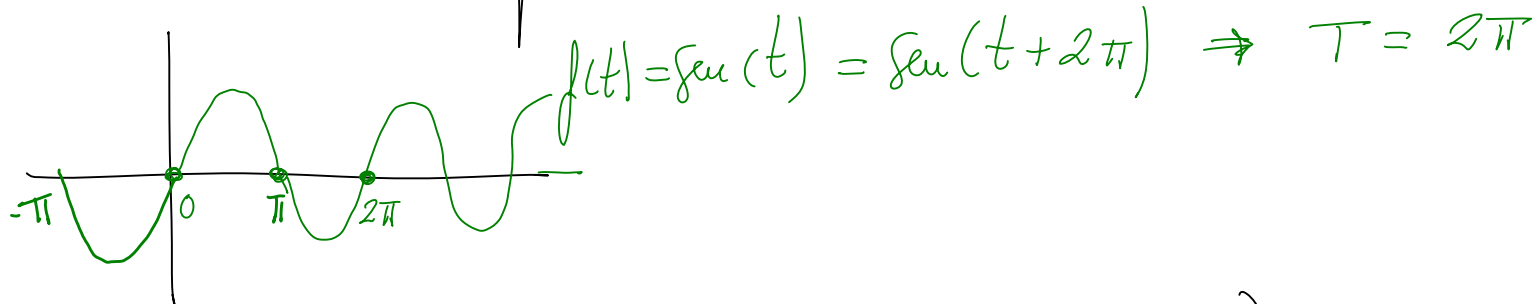 f(t) = sen(t) = sen(t + 2π) ⇒ T = 2π
-π 0 π 2π